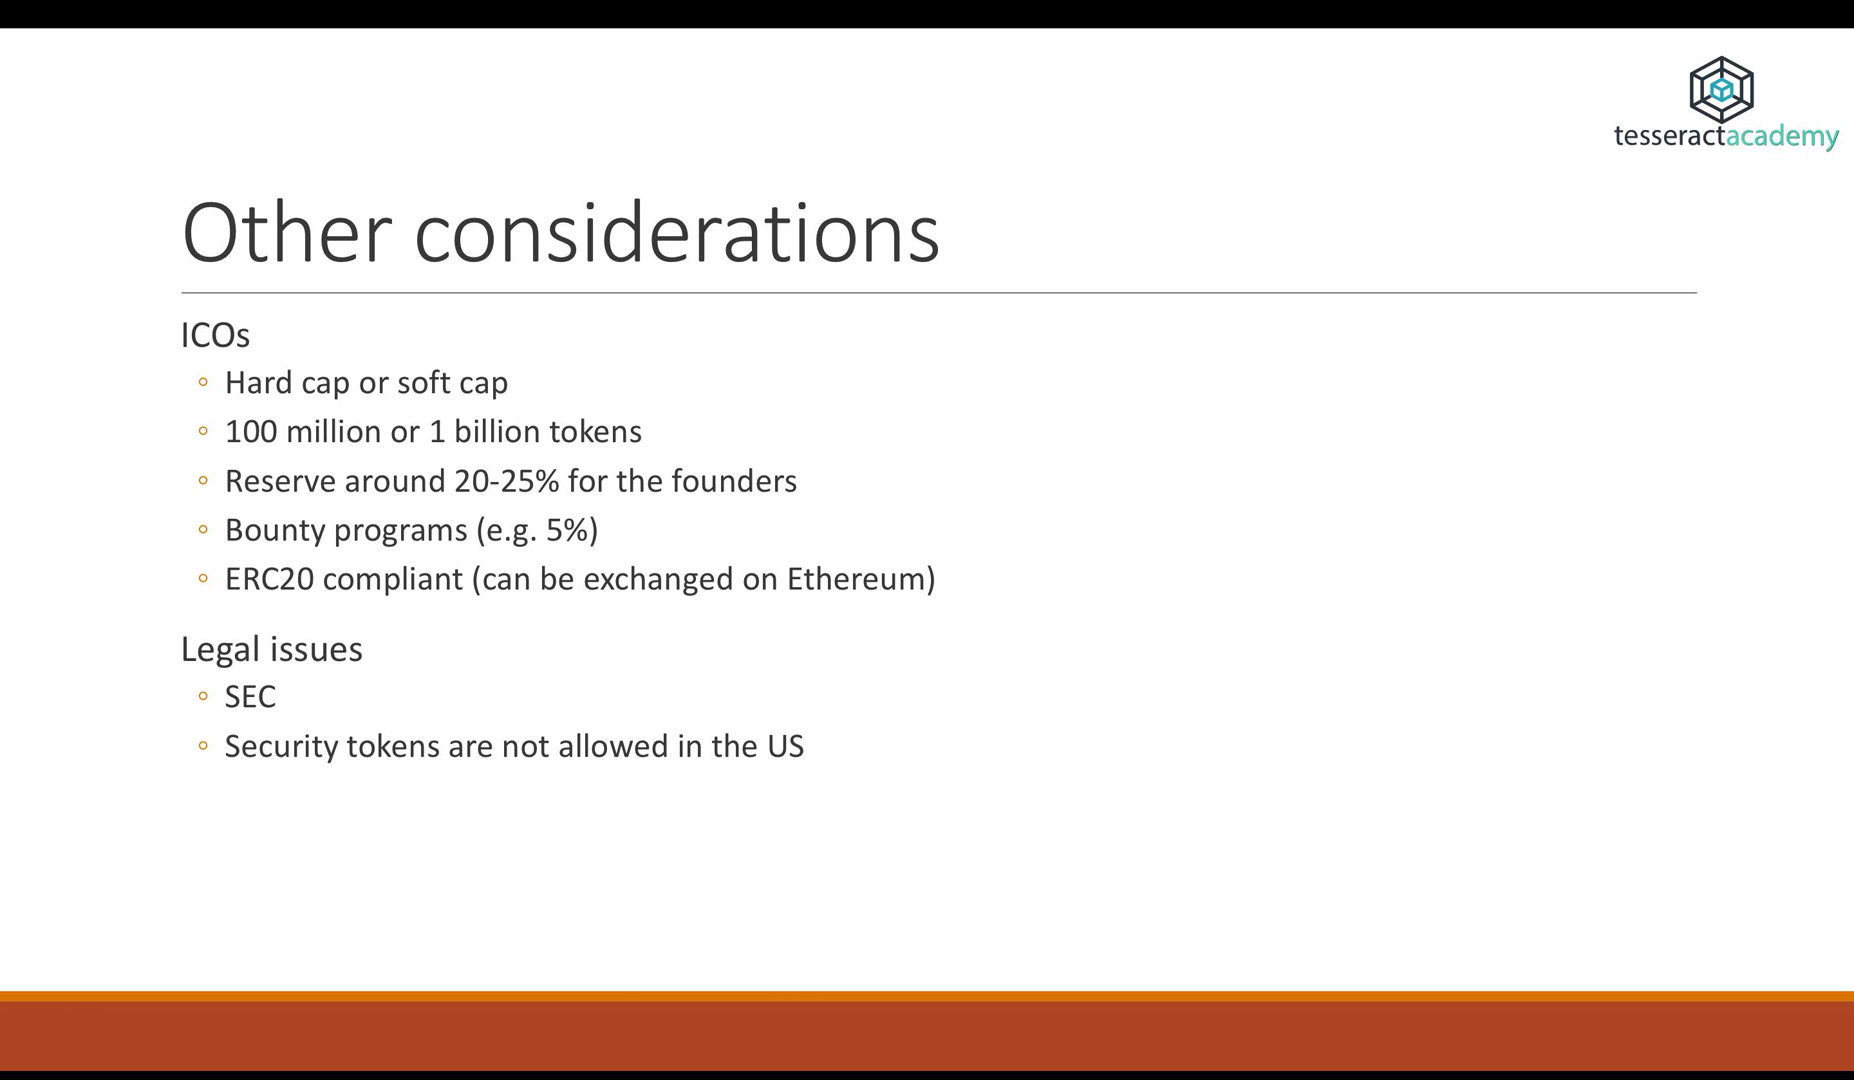 tesseractacademy
Other considerations
ICOs
◦ Hard cap or soft cap
◦ 100 million or 1 billion tokens
◦ Reserve around 20-25% for the founders
◦ Bounty programs (e.g. 5%)
◦ ERC20 compliant (can be exchanged on Ethereum)
Legal issues
◦ SEC
◦ Security tokens are not allowed in the US